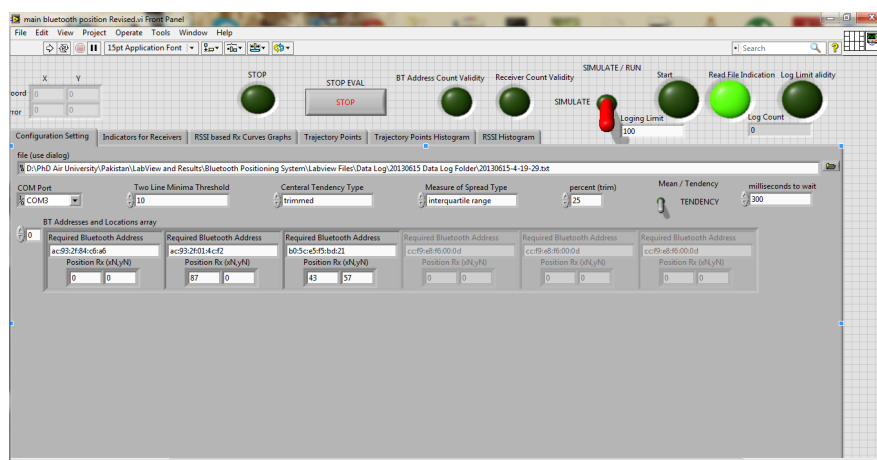 main bluetooth position Revised.vi Front Panel
File Edit View Project Operate Tools Window Help
15pt Application Font
Search
X Y
oord 0 0
rror 0 0
STOP
STOP EVAL
STOP
BT Address Count Validity
Receiver Count Validity
SIMULATE / RUN
SIMULATE
Start
Read File Indication
Log Limit alidity
Loging Limit
100
Log Count
0
Configuration Setting Indicators for Receivers RSSI based Rx Curves Graphs Trajectory Points Trajectory Points Histogram RSSI Histogram
file (use dialog)
D:\PhD Air University\Pakistan\LabView and Results\Bluetooth Positioning System\Labview Files\Data Log\20130615 Data Log Folder\20130615-4-19-29.txt
COM Port Two Line Minima Threshold Centeral Tendency Type Measure of Spread Type percent (trim) Mean / Tendency milliseconds to wait
COM3 10 trimmed interquartile range 25 TENDENCY 300
BT Addresses and Locations array
0
Required Bluetooth Address Required Bluetooth Address Required Bluetooth Address Required Bluetooth Address Required Bluetooth Address Required Bluetooth Address
ac:93:2f:84:c6:a6 ac:93:2f:01:4c:f2 b0:5c:e5:f5:bd:21 cc:f9:e8:f6:00:0d cc:f9:e8:f6:00:0d cc:f9:e8:f6:00:0d
Position Rx (xN,yN) Position Rx (xN,yN) Position Rx (xN,yN) Position Rx (xN,yN) Position Rx (xN,yN) Position Rx (xN,yN)
0 0 87 0 43 57 0 0 0 0 0 0